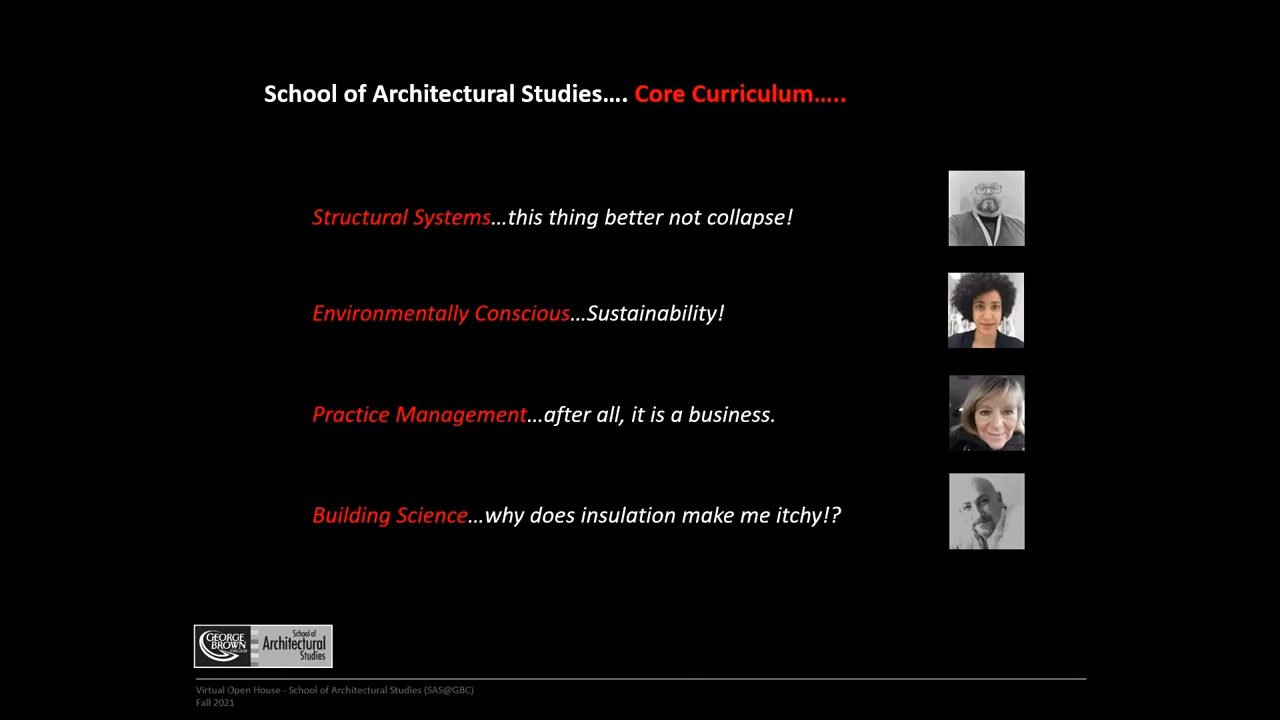 School of Architectural Studies…. Core Curriculum…..
Structural Systems…this thing better not collapse!
Environmentally Conscious…Sustainability!
Practice Management…after all, it is a business.
Building Science…why does insulation make me itchy!?
GEORGE
BROWN
COLLEGE
School of
Architectural
Studies
Virtual Open House - School of Architectural Studies (SAS@GBC)
Fall 2021